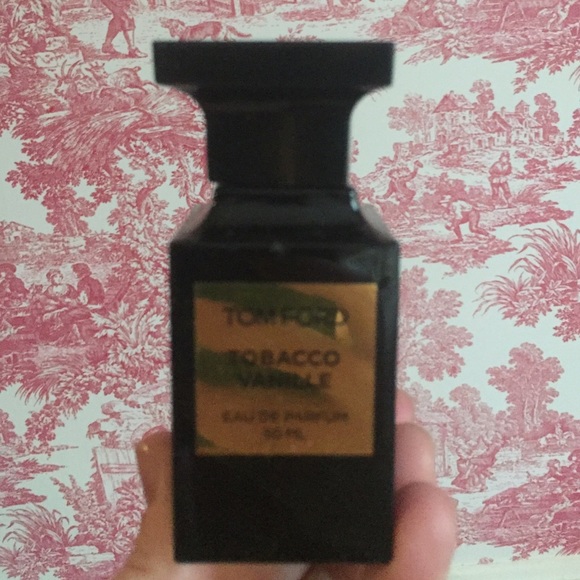 TOM FORD
TOBACCO
VANILLE
EAU DE PARFUM
50 ML